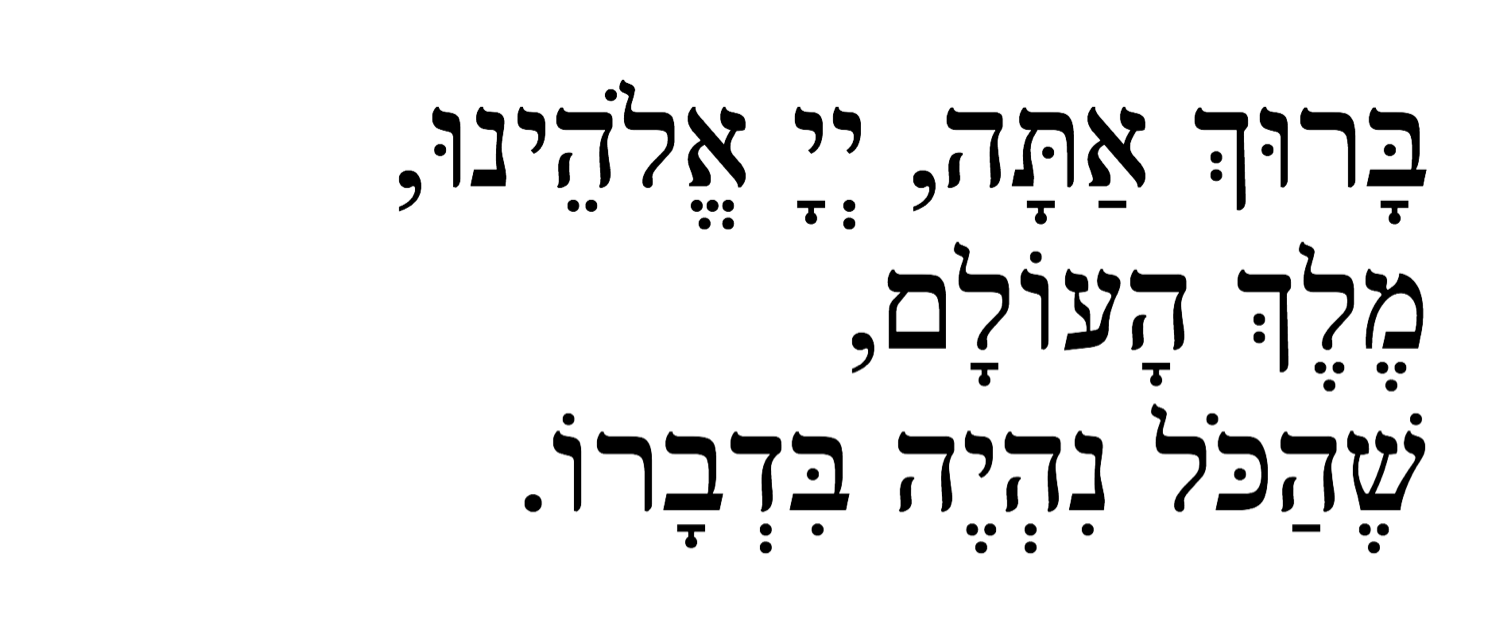 בָּרוּךְ אַתָּה, יְיָ אֱלֹהֵינוּ,
מֶלֶךְ הָעוֹלָם,
שֶׁהַכֹּל נִהְיֶה בִּדְבָרוֹ.